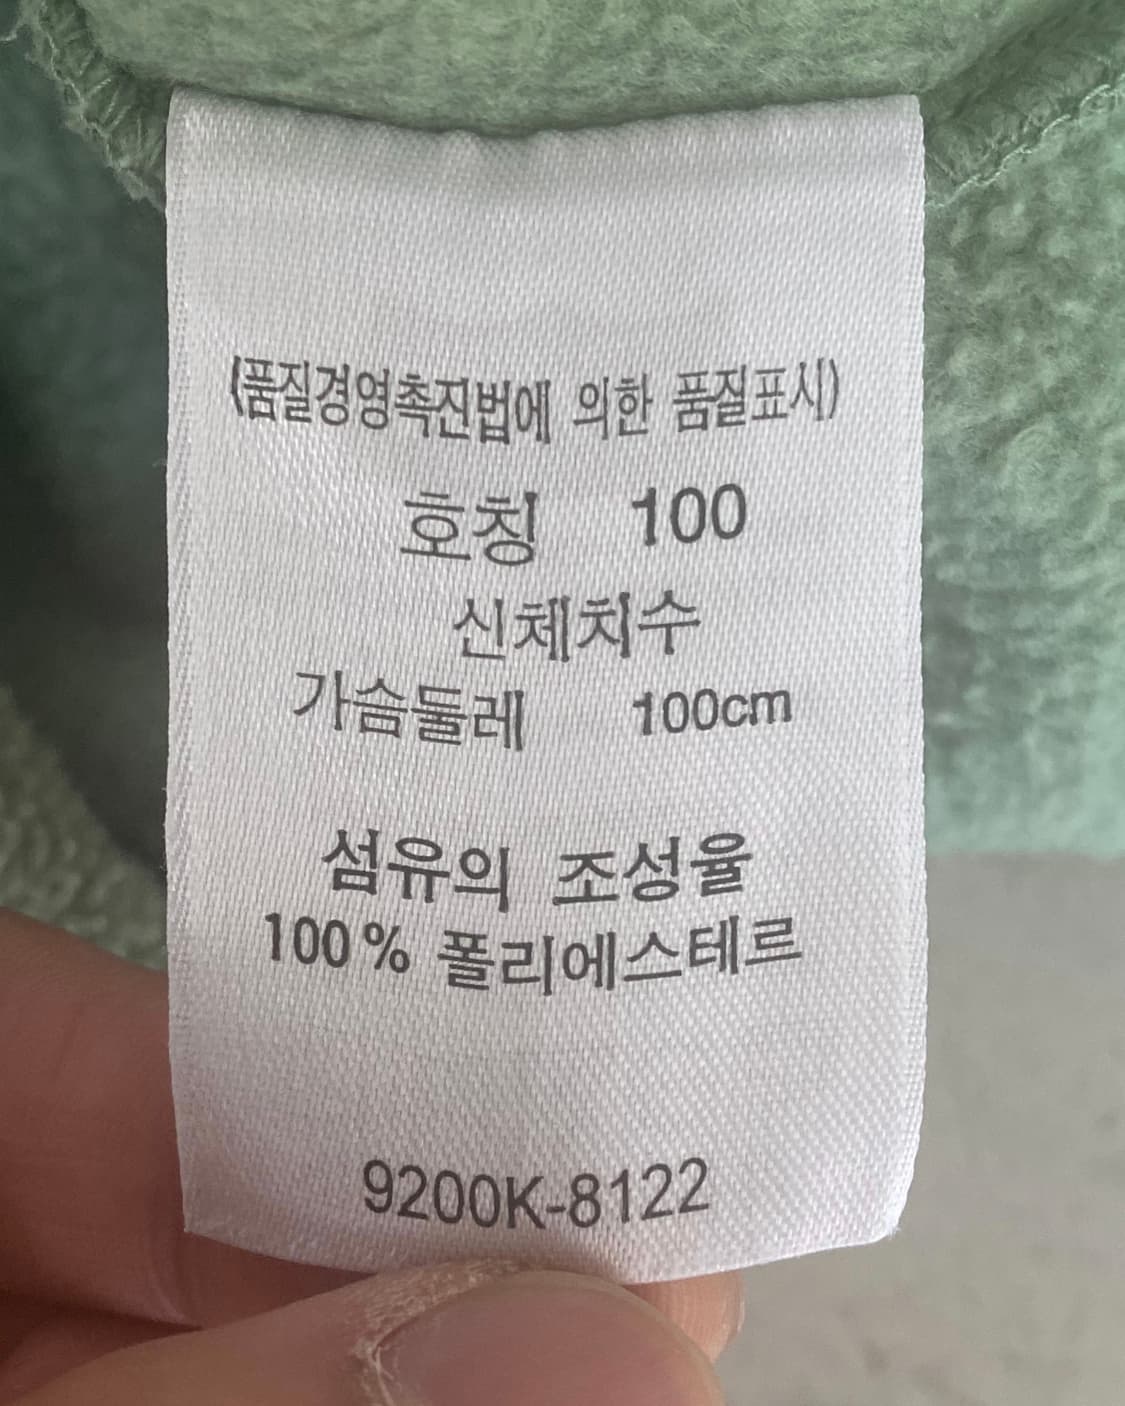 (품질경영촉진법에 의한 품질표시)
호칭 100
신체치수
가슴둘레 100cm
섬유의 조성율
100% 폴리에스테르
9200K-8122